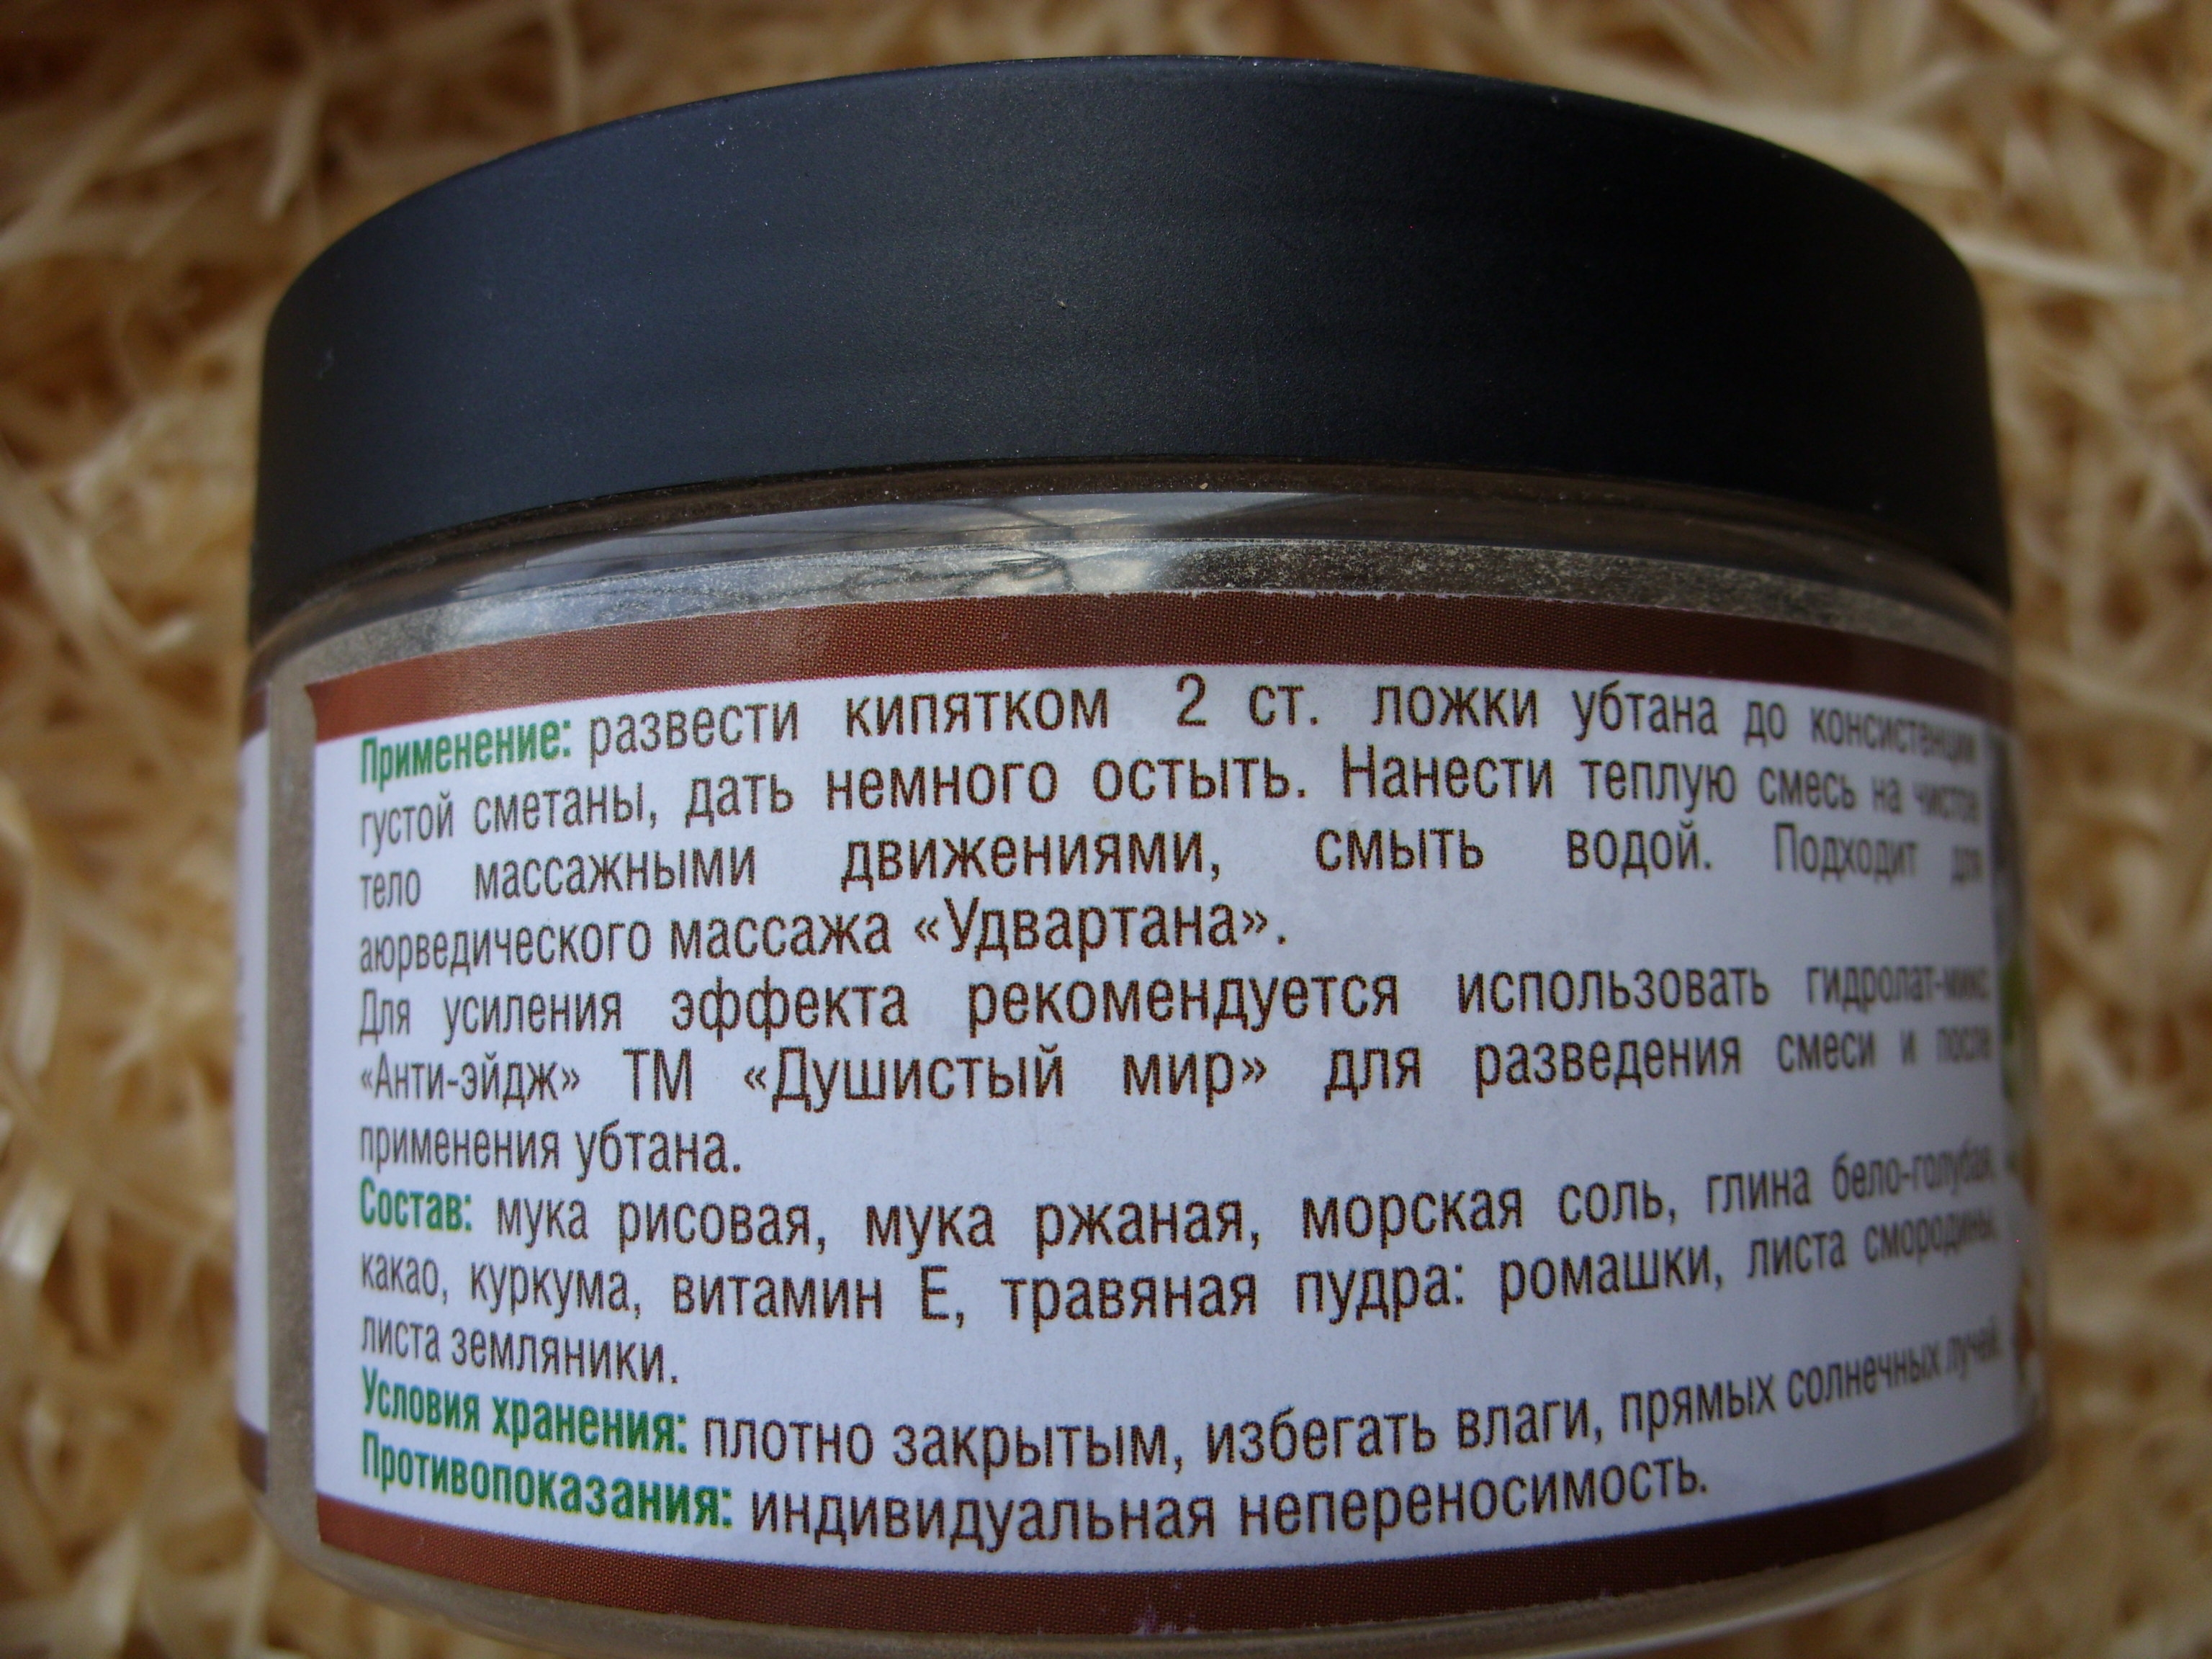 Применение: развести кипятком 2 ст. ложки убтана до консистенции
густой сметаны, дать немного остыть. Нанести теплую смесь на чистое
тело массажными движениями, смыть водой. Подходит для
аюрведического массажа «Удвартана».
Для усиления эффекта рекомендуется использовать гидролат-микс
«Анти-эйдж» ТМ «Душистый мир» для разведения смеси и после
применения убтана.
Состав: мука рисовая, мука ржаная, морская соль, глина бело-голубая,
какао, куркума, витамин Е, травяная пудра: ромашки, листа смородины,
листа земляники.
Условия хранения: плотно закрытым, избегать влаги, прямых солнечных лучей.
Противопоказания: индивидуальная непереносимость.